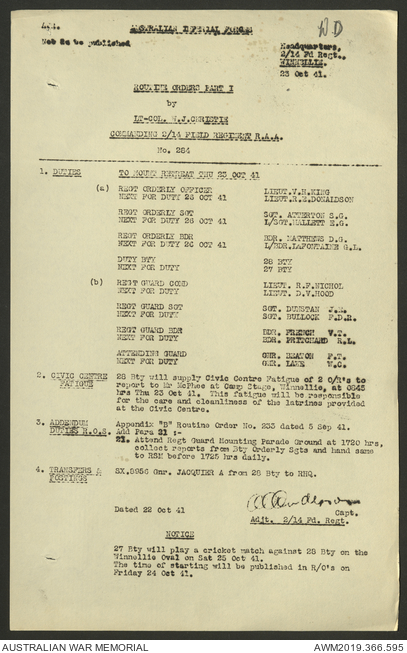 AUSTRALIAN IMPERIAL FORCES
Not to be published
Headquarters,
2/14 Fd Regt.,
WINNELLIE.
23 Oct 41.
ROUTINE ORDERS PART I
by
LT-COL. W.J.CHRISTIE
COMMANDING 2/14 FIELD REGIMENT R.A.A.
No. 284
1. DUTIES TO MOUNT RETREAT THU 23 OCT 41
(a) REGT ORDERLY OFFICER LIEUT.V.H.KING
NEXT FOR DUTY 26 OCT 41 LIEUT.R.E.DONALDSON
REGT ORDERLY SGT SGT. ATTERTON S.G.
NEXT FOR DUTY 26 OCT 41 L/SGT.HALLETT E.G.
REGT ORDERLY BDR BDR. MATTHEWS D.G.
NEXT FOR DUTY 26 OCT 41 L/BDR.LAFONTAINE G.L.
DUTY BTY 28 BTY
NEXT FOR DUTY 27 BTY
(b) REGT GUARD COMD LIEUT. R.F.NICHOL
NEXT FOR DUTY LIEUT. D.V.HOOD
REGT GUARD SGT SGT. DUNSTAN J.R.
NEXT FOR DUTY SGT. BULLOCK F.D.R.
REGT GUARD BDR BDR. FRENCH V.T.
NEXT FOR DUTY BDR. PRITCHARD R.L.
ATTENDING GUARD GNR. DEATON F.T.
NEXT FOR DUTY GNR. LANE W.C.
2. CIVIC CENTRE 28 Bty will supply Civic Centre Fatigue of 2 O/R's to
FATIGUE report to Mr McPhee at Camp Stage, Winnellie, at 0845
hrs Thu 23 Oct 41. This fatigue will be responsible
for the care and cleanliness of the latrines provided
at the Civic Centre.
3. ADDENDUM Appendix "B" Routine Order No. 233 dated 5 Sep 41.
DUTIES B.O.S. Add Para 21 :-
21. Attend Regt Guard Mounting Parade Ground at 1720 hrs,
collect reports from Bty Orderly Sgts and hand same
to RSM before 1725 hrs daily.
4. TRANSFERS & SX.8956 Gnr. JACQUIER A from 28 Bty to RHQ.
POSTINGS
Dated 22 Oct 41 Capt.
Adjt. 2/14 Fd. Regt.
NOTICE
27 Bty will play a cricket match against 28 Bty on the
Winnellie Oval on Sat 25 Oct 41.
The time of starting will be published in R/O's on
Friday 24 Oct 41.
AUSTRALIAN WAR MEMORIAL AWM2019.366.595